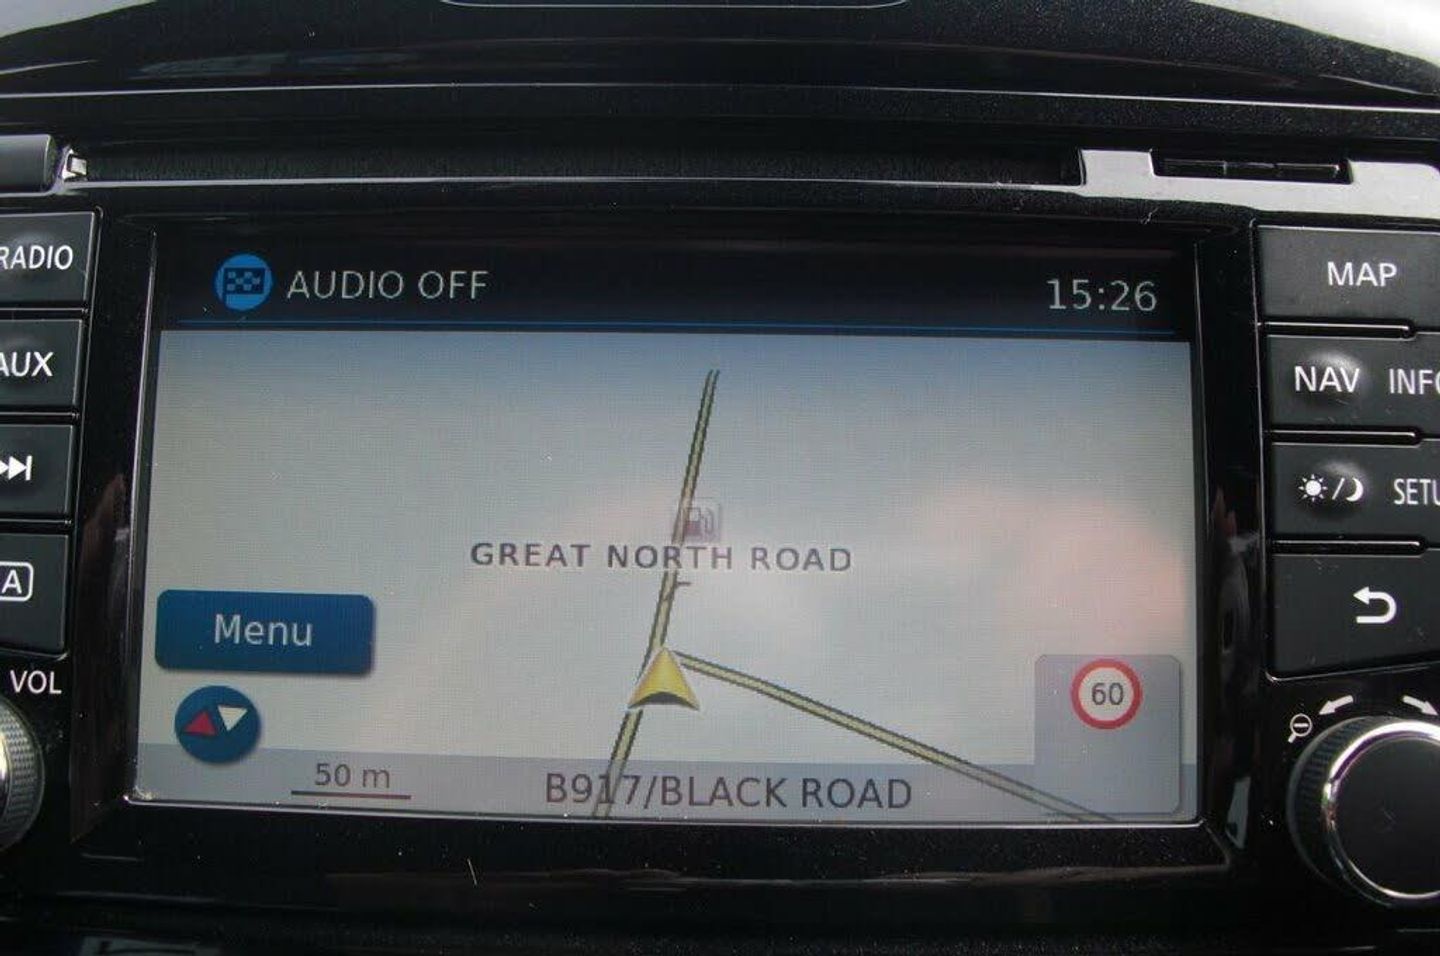 RADIO
AUX
A
VOL
AUDIO OFF
15:26
GREAT NORTH ROAD
Menu
60
50 m
B917/BLACK ROAD
MAP
NAV INFO
SETU